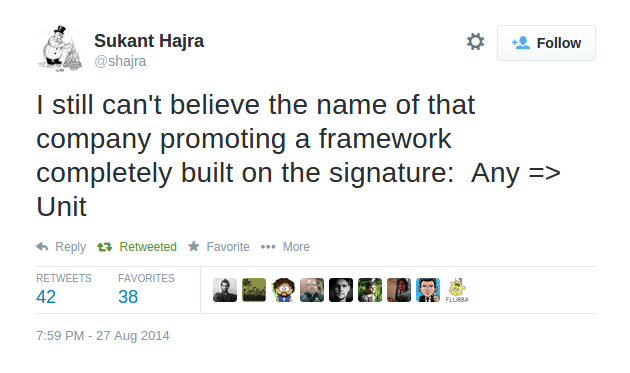 Sukant Hajra
@shajra
Follow
I still can't believe the name of that
company promoting a framework
completely built on the signature:  Any =>
Unit
Reply Retweeted Favorite More
RETWEETS FAVORITES
42 38
FLUBBA
7:59 PM - 27 Aug 2014